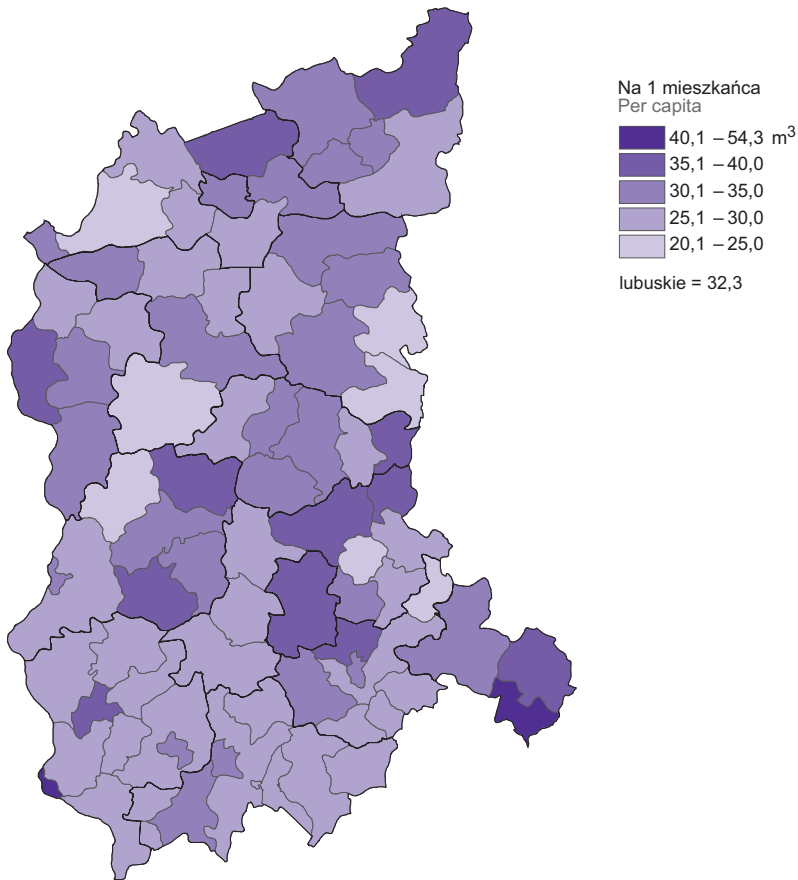 Na 1 mieszkańca
Per capita
40,1 – 54,3 m³
35,1 – 40,0
30,1 – 35,0
25,1 – 30,0
20,1 – 25,0
lubuskie = 32,3